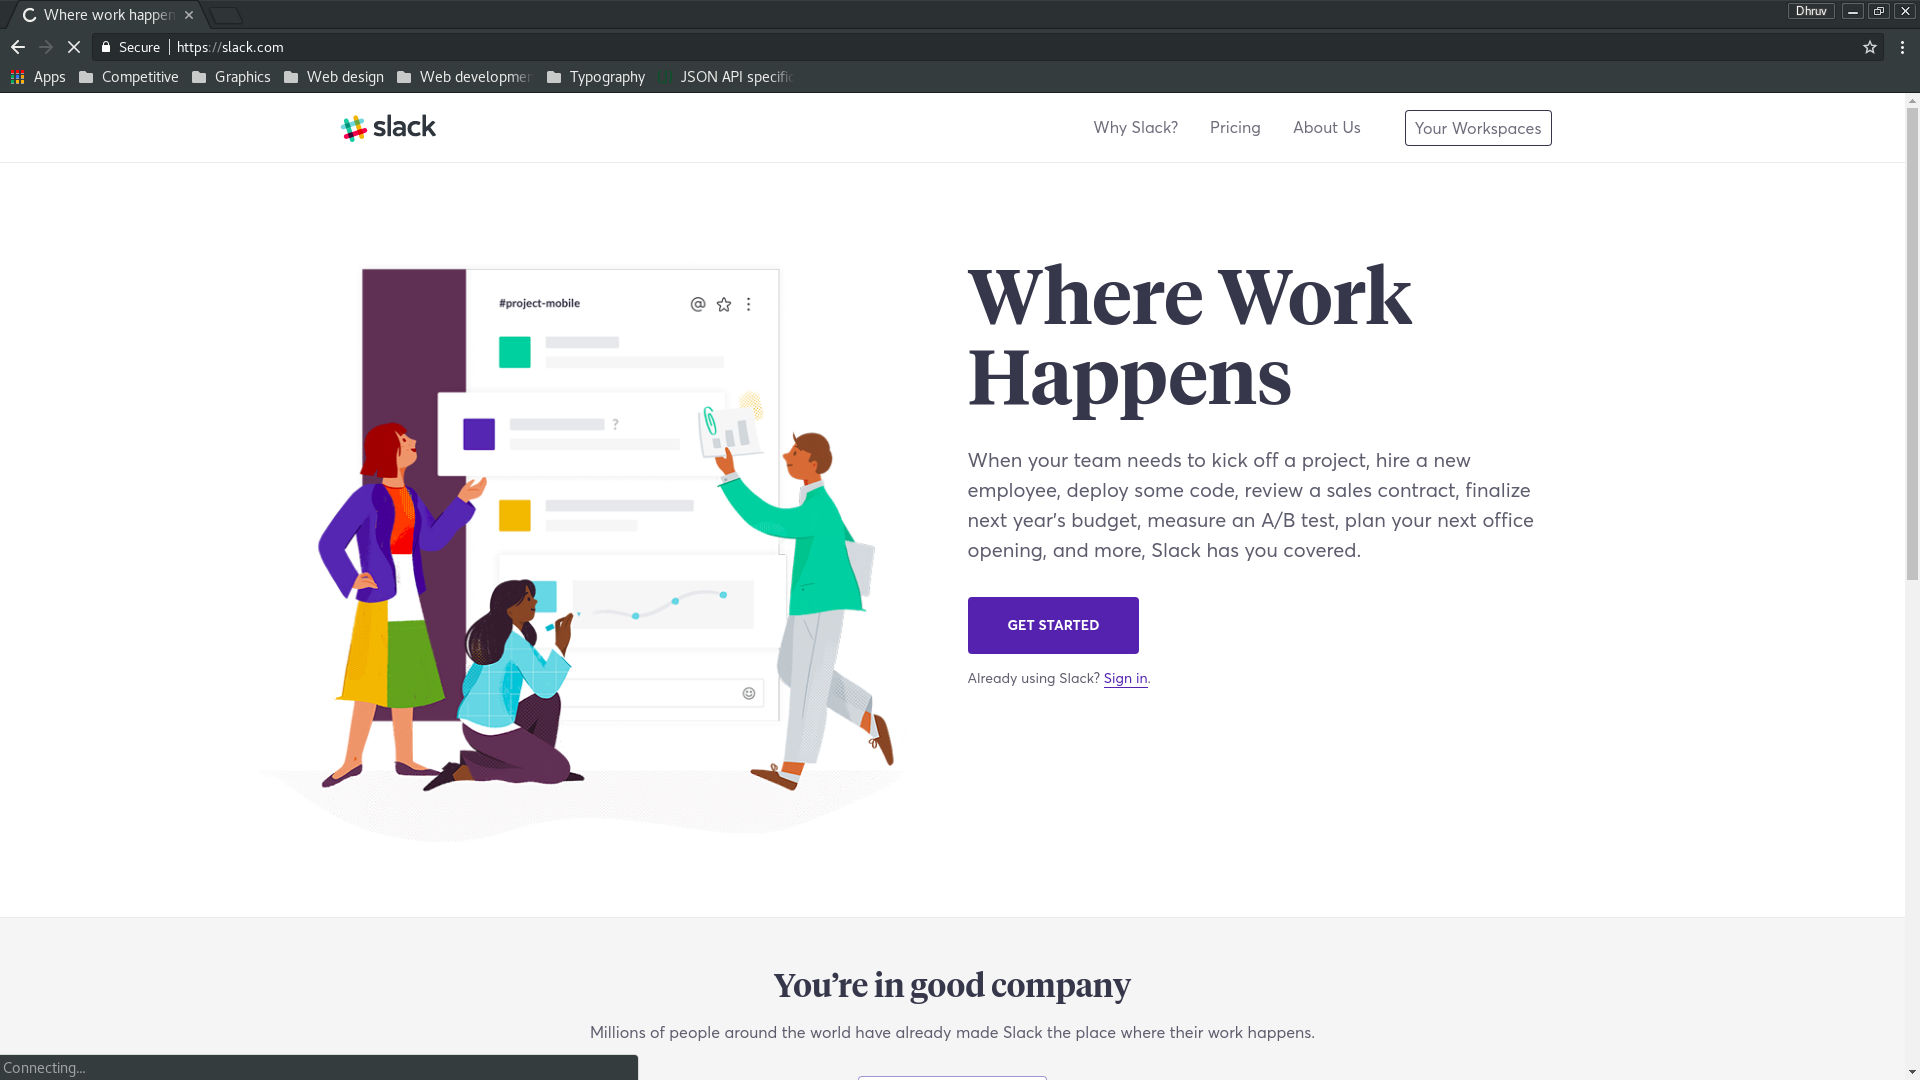 Where work happen
Dhruv
Secure
https://slack.com
Apps
Competitive
Graphics
Web design
Web developmen
Typography
JSON API specific
slack
Why Slack?
Pricing
About Us
Your Workspaces
#project-mobile
?
Where Work
Happens
When your team needs to kick off a project, hire a new
employee, deploy some code, review a sales contract, finalize
next year’s budget, measure an A/B test, plan your next office
opening, and more, Slack has you covered.
GET STARTED
Already using Slack? Sign in.
You’re in good company
Millions of people around the world have already made Slack the place where their work happens.
Connecting...